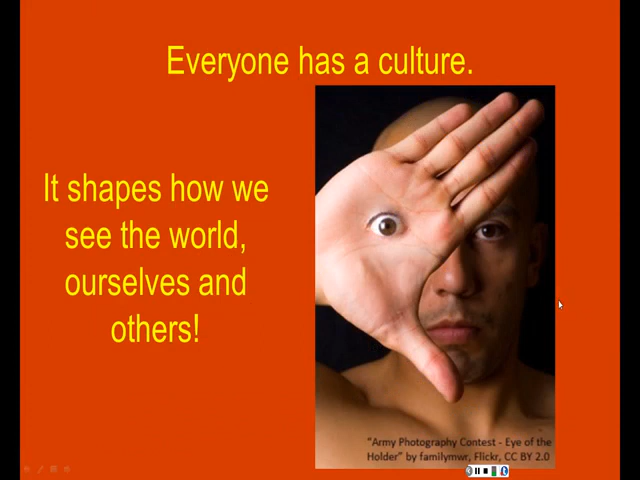 Everyone has a culture.
It shapes how we
see the world,
ourselves and
others!
"Army Photography Contest - Eye of the
Holder" by familymwr, Flickr, CC BY 2.0